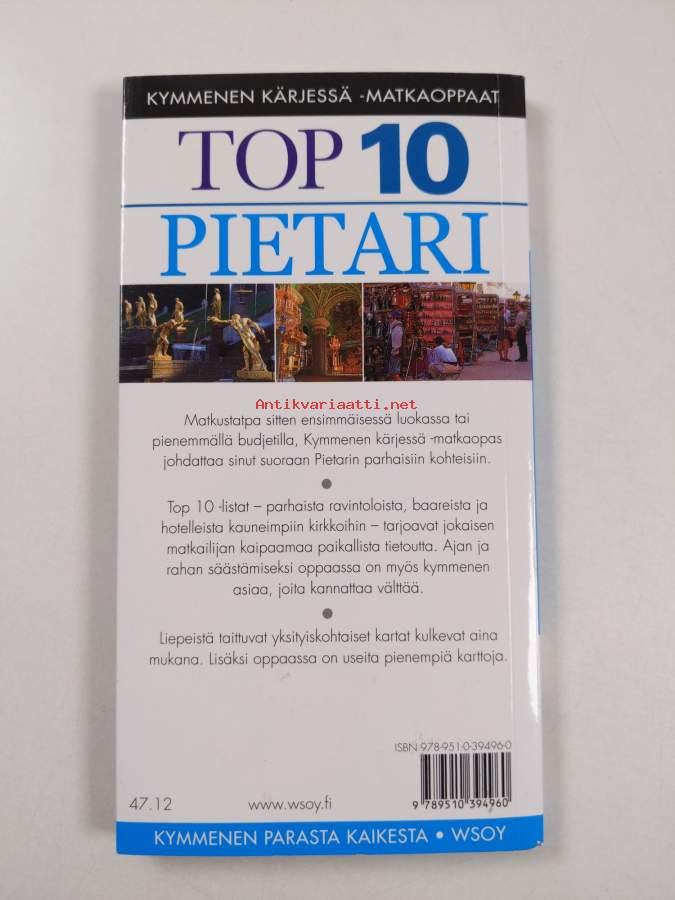 KYMMENEN KÄRJESSÄ -MATKAOPPAAT
TOP 10
PIETARI
Antikvariaatti.net
Matkustatpa sitten ensimmäisessä luokassa tai
pienemmällä budjetilla, Kymmenen kärjessä -matkaopas
johdattaa sinut suoraan Pietarin parhaisiin kohteisiin.
Top 10 -listat – parhaista ravintoloista, baareista ja
hotelleista kauneimpiin kirkkoihin – tarjoavat jokaisen
matkailijan kaipaamaa paikallista tietoutta. Ajan ja
rahan säästämiseksi oppaassa on myös kymmenen
asiaa, joita kannattaa välttää.
Liepeistä taittuvat yksityiskohtaiset kartat kulkevat aina
mukana. Lisäksi oppaassa on useita pienempiä karttoja.
ISBN 978-951-0-39496-0
47.12
www.wsoy.fi
9 789510 394960
KYMMENEN PARASTA KAIKESTA • WSOY